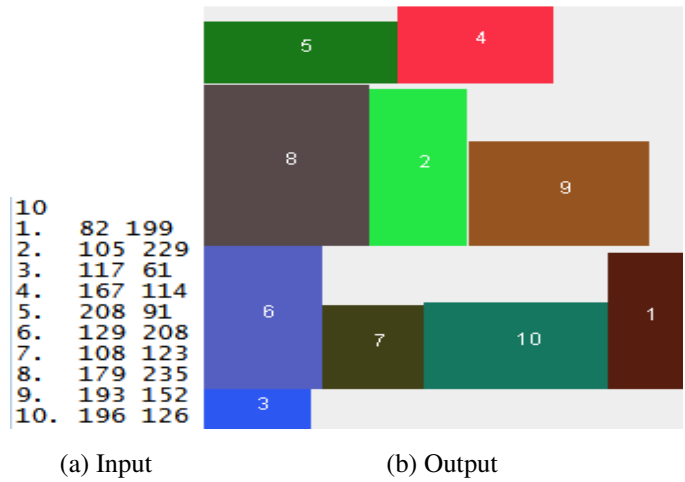 5 4
8 2 9
6 7 10 1
3
10
1. 82 199
2. 105 229
3. 117 61
4. 167 114
5. 208 91
6. 129 208
7. 108 123
8. 179 235
9. 193 152
10. 196 126
(a) Input
(b) Output